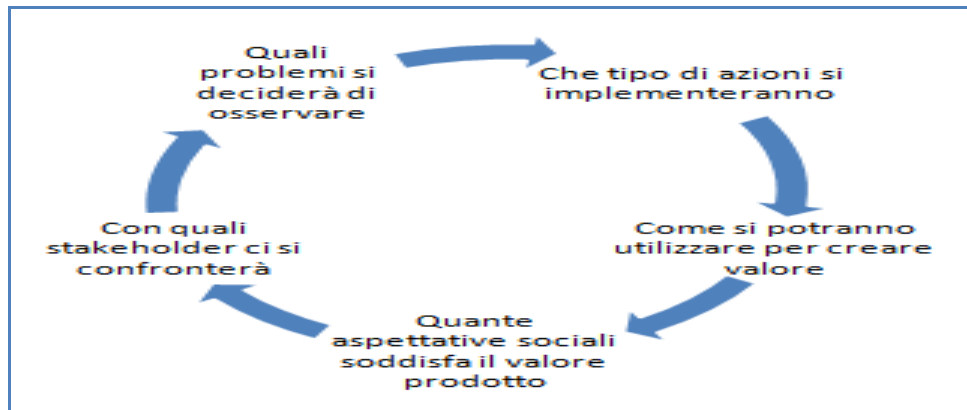 Quali
problemi si
deciderà di
osservare
Che tipo di azioni si
implementeranno
Come si potranno
utilizzare per creare
valore
Quante
aspettative sociali
soddisfa il valore
prodotto
Con quali
stakeholder ci si
confronterà